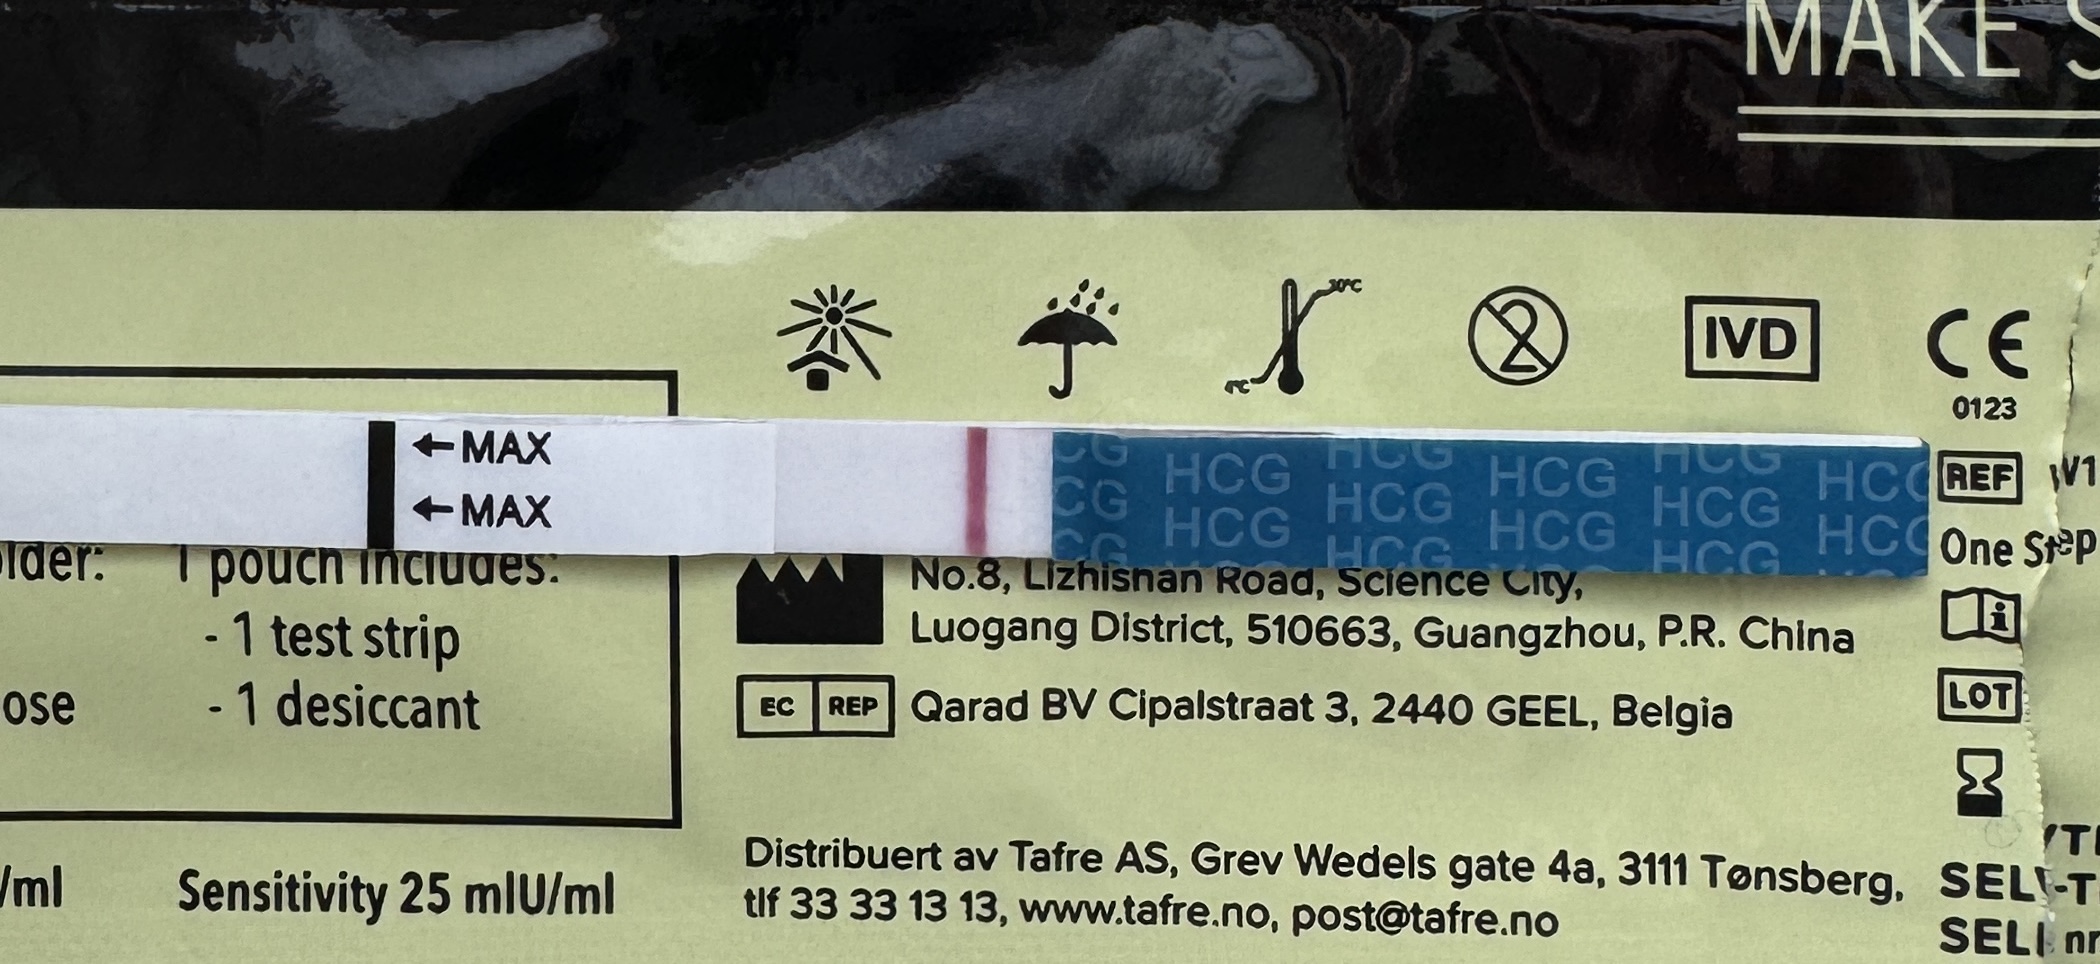 MAKE
30°C
4°C
IVD
CE
0123
←MAX
←MAX
HCG HCG HCG HCG HCG
HCG HCG HCG HCG HCG
REF
One Step
1 pouch includes:
- 1 test strip
- 1 desiccant
No.8, Lizhishan Road, Science City,
Luogang District, 510663, Guangzhou, P.R. China
EC REP Qarad BV Cipalstraat 3, 2440 GEEL, Belgia
LOT
/ml
Sensitivity 25 mIU/ml
Distribuert av Tafre AS, Grev Wedels gate 4a, 3111 Tønsberg,
tlf 33 33 13 13, www.tafre.no, post@tafre.no